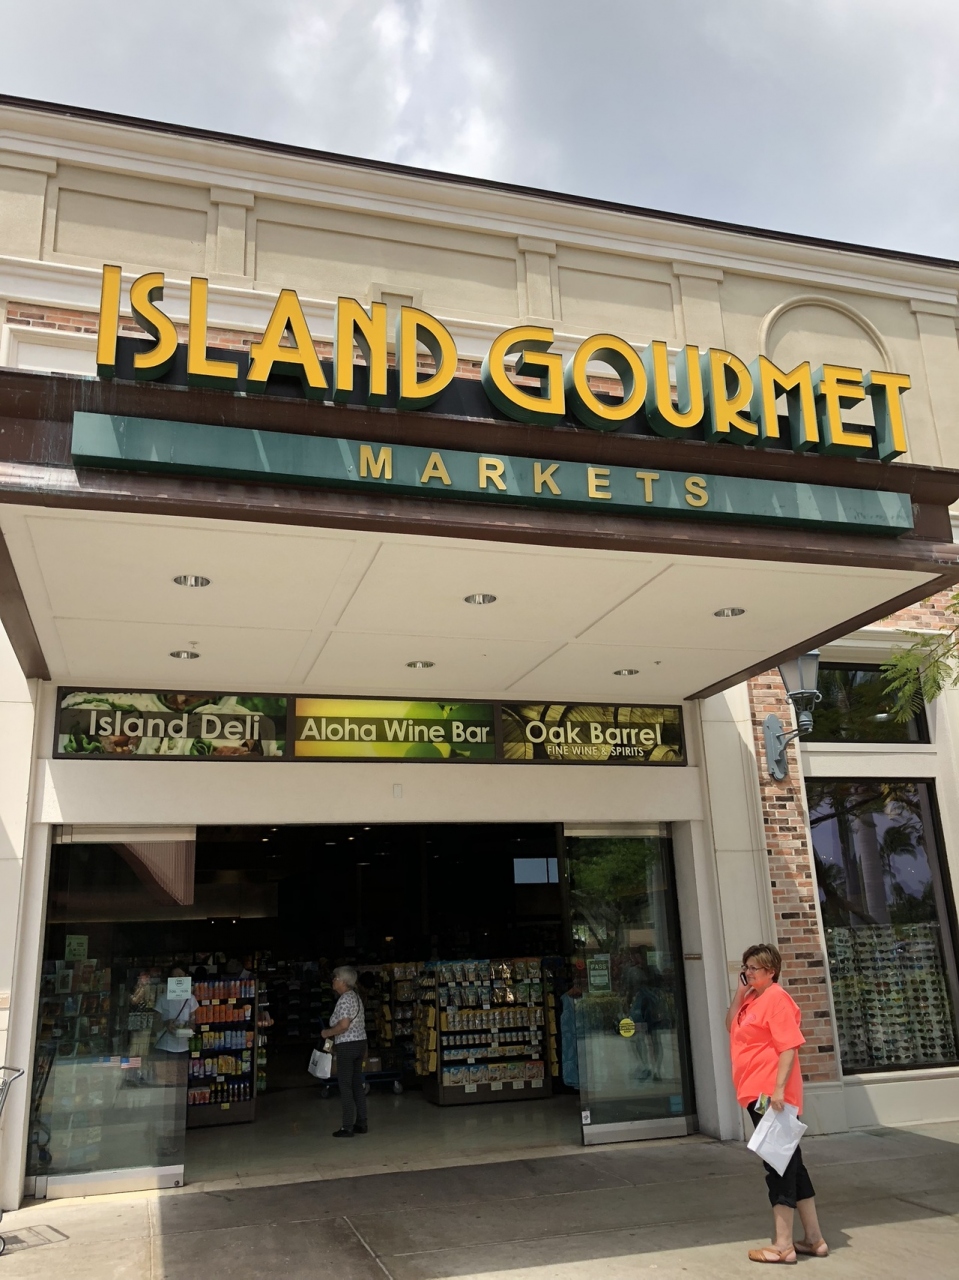 ISLAND GOURMET
MARKETS
Island Deli
Aloha Wine Bar
Oak Barrel
FINE WINE & SPIRITS